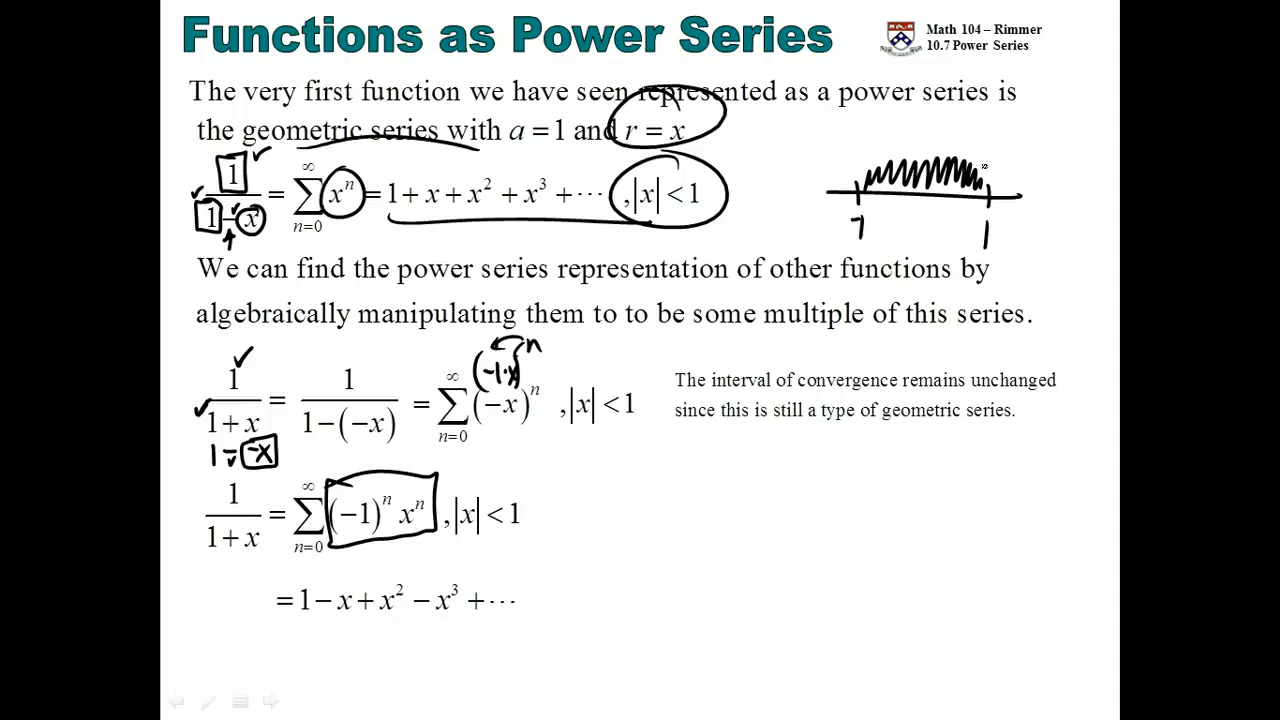 Functions as Power Series
Math 104 – Rimmer
10.7 Power Series
The very first function we have seen represented as a power series is
the geometric series with a = 1 and r = x
1/(1 − x) = ∑_{n=0}^{∞} x^n = 1 + x + x^2 + x^3 + ⋯ , |x| < 1
-1 1
We can find the power series representation of other functions by
algebraically manipulating them to to be some multiple of this series.
(-1·x)^n
1/(1 + x) = 1/(1 − (−x)) = ∑_{n=0}^{∞} (−x)^n , |x| < 1
The interval of convergence remains unchanged
since this is still a type of geometric series.
1 - -x
1/(1 + x) = ∑_{n=0}^{∞} (−1)^n x^n , |x| < 1
= 1 − x + x^2 − x^3 + ⋯